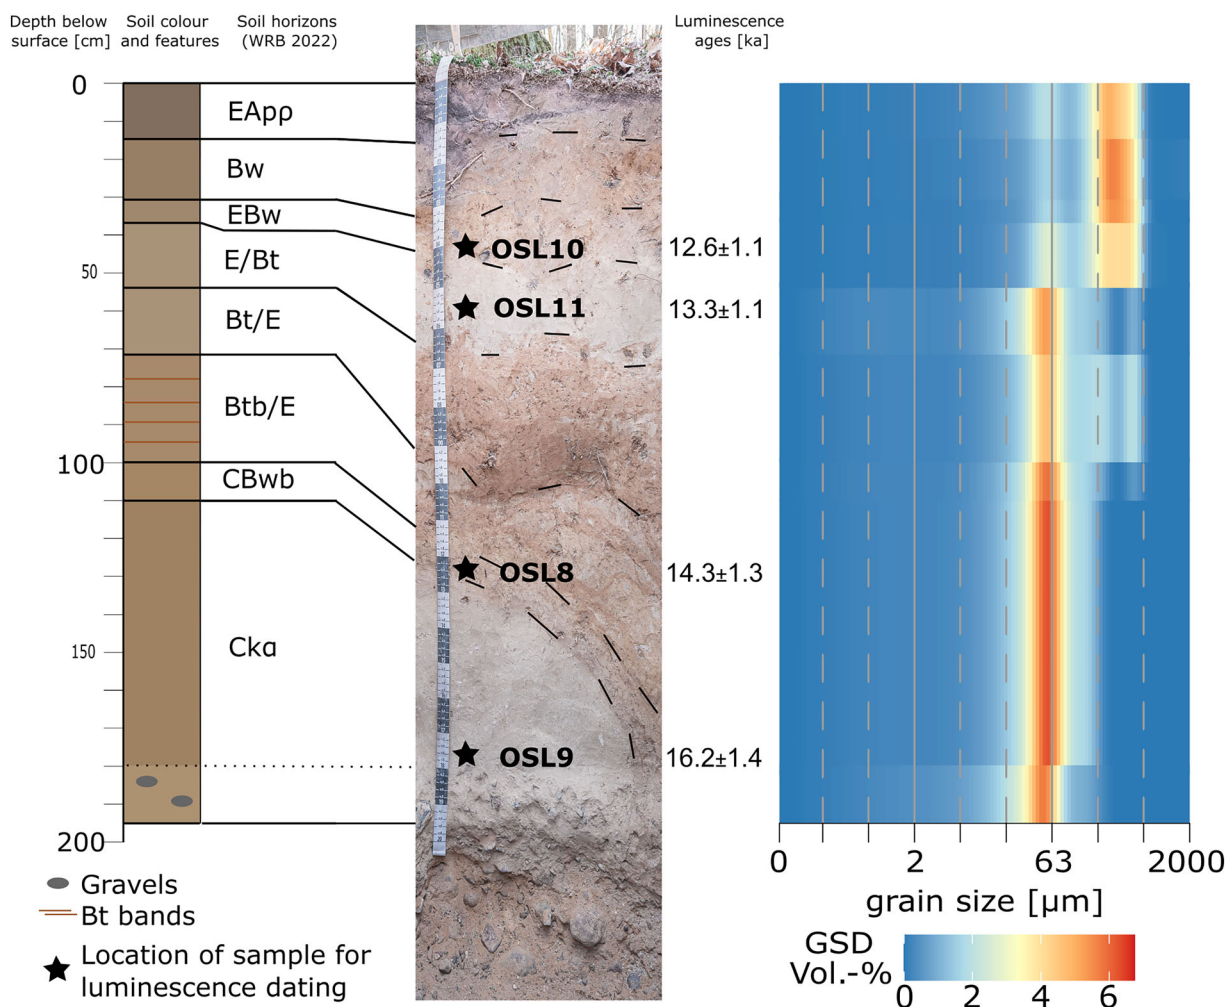 Depth below
surface [cm]
Soil colour
and features
Soil horizons
(WRB 2022)
Luminescence
ages [ka]
0
50
100
150
200
EApρ
Bw
EBw
E/Bt
Bt/E
Btb/E
CBwb
Cka
OSL10
OSL11
OSL8
OSL9
12.6±1.1
13.3±1.1
14.3±1.3
16.2±1.4
0 2 63 2000
grain size [µm]
GSD
Vol.-%
0 2 4 6
Gravels
Bt bands
Location of sample for
luminescence dating